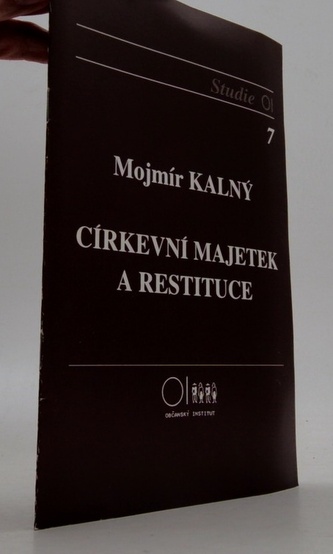 Studie OI
7
Mojmír KALNÝ
CÍRKEVNÍ MAJETEK
A RESTITUCE
OI
OBČANSKÝ INSTITUT